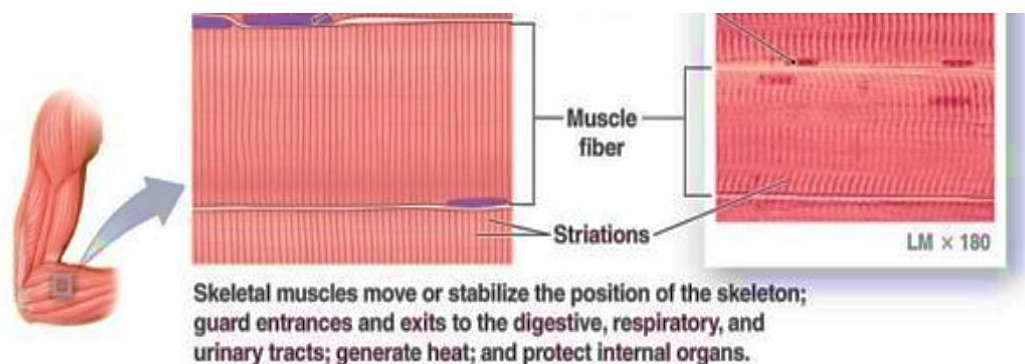 Muscle
fiber
Striations
LM × 180
Skeletal muscles move or stabilize the position of the skeleton;
guard entrances and exits to the digestive, respiratory, and
urinary tracts; generate heat; and protect internal organs.